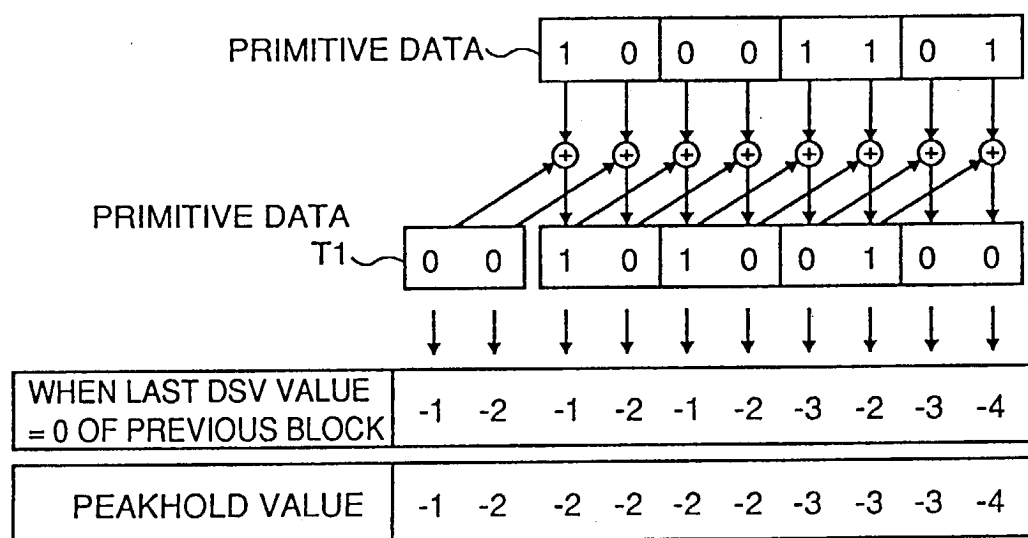 PRIMITIVE DATA 1 0 0 0 1 1 0 1
+ + + + + + + +
PRIMITIVE DATA
T1 0 0 1 0 1 0 0 1 0 0
WHEN LAST DSV VALUE
= 0 OF PREVIOUS BLOCK -1 -2 -1 -2 -1 -2 -3 -2 -3 -4
PEAKHOLD VALUE -1 -2 -2 -2 -2 -2 -3 -3 -3 -4